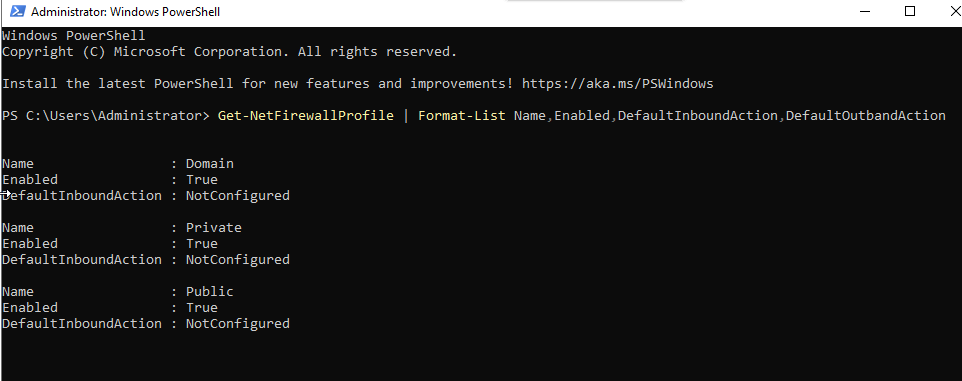 Administrator: Windows PowerShell
Windows PowerShell
Copyright (C) Microsoft Corporation. All rights reserved.
Install the latest PowerShell for new features and improvements! https://aka.ms/PSWindows
PS C:\Users\Administrator> Get-NetFirewallProfile | Format-List Name,Enabled,DefaultInboundAction,DefaultOutbandAction
Name                 : Domain
Enabled              : True
DefaultInboundAction : NotConfigured
Name                 : Private
Enabled              : True
DefaultInboundAction : NotConfigured
Name                 : Public
Enabled              : True
DefaultInboundAction : NotConfigured